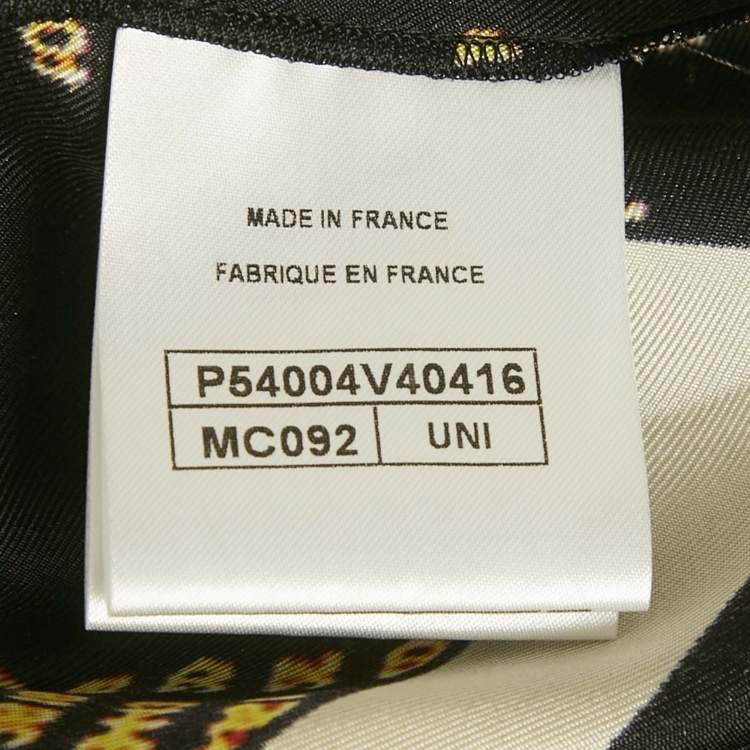 MADE IN FRANCE
FABRIQUE EN FRANCE
P54004V40416
MC092 UNI